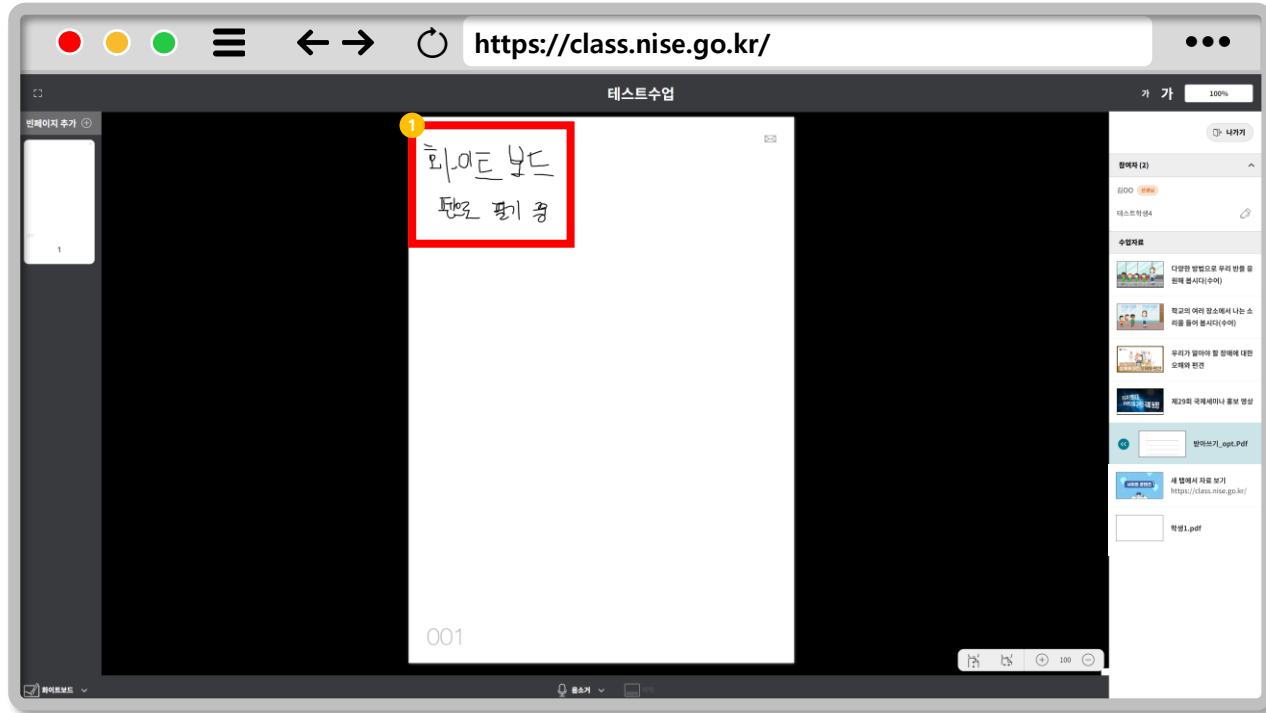 https://class.nise.go.kr/
테스트수업
가 가 100%
빈페이지 추가
1
1
화이트 보드
펜으로 필기 중
001
나가기
참여자 (2)
김OO 선생님
테스트학생4
수업자료
다양한 방법으로 우리 반을 응
원해 봅시다(수어)
학교의 여러 장소에서 나는 소
리를 들어 봅시다(수어)
우리가 알아야 할 장애에 대한
오해와 편견
제29회 국제세미나 홍보 영상
받아쓰기_opt.Pdf
새 탭에서 자료 보기
https://class.nise.go.kr/
학생1.pdf
100
화이트보드
음소거